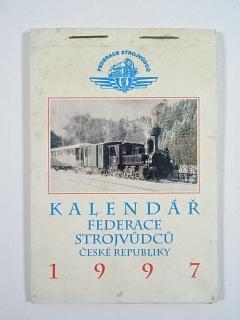 FEDERACE STROJVŮDCŮ
KALENDÁŘ
FEDERACE
STROJVŮDCŮ
ČESKÉ REPUBLIKY
1997